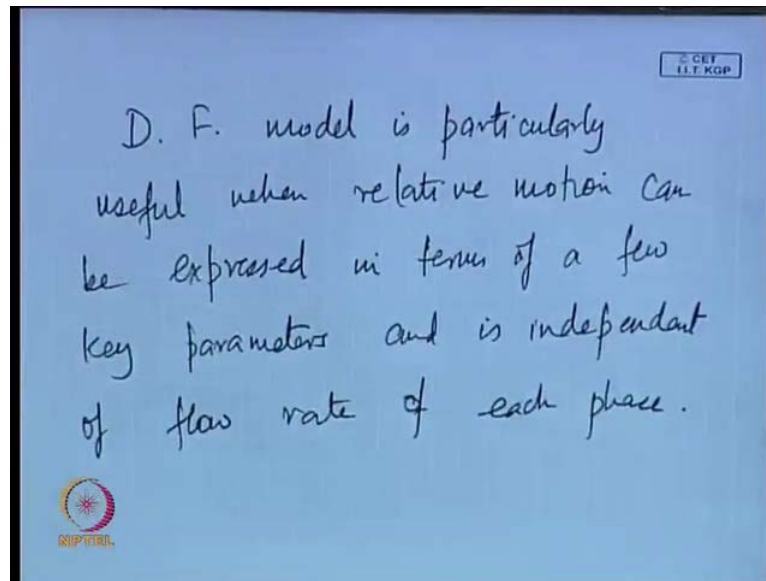 © CET
I.I.T. KGP
D. F. model is particularly
useful when relative motion can
be expressed in terms of a few
key parameters and is independant
of flow rate of each phase.
NPTEL